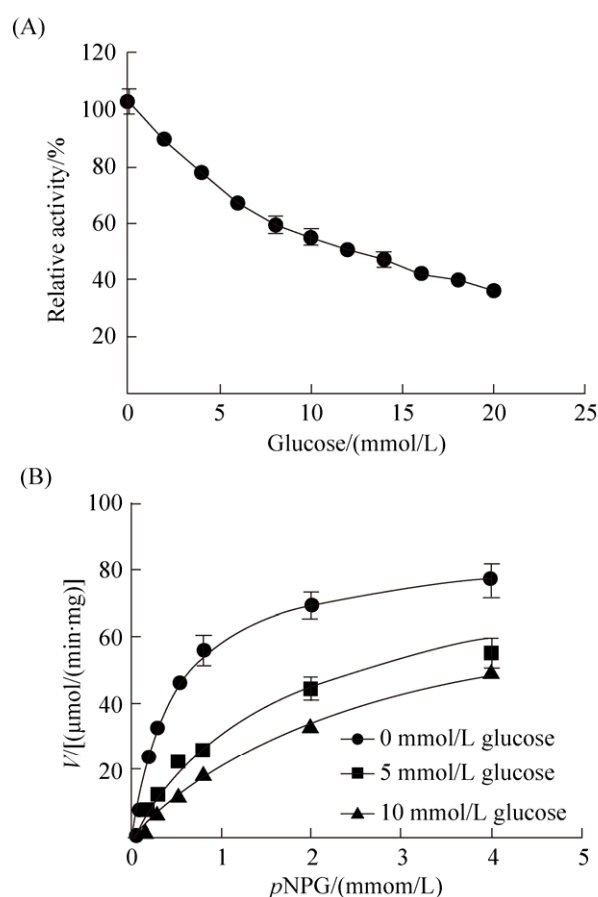 (A)
120
100
80
60
40
20
Relative activity/%
0
5
10
15
20
25
Glucose/(mmol/L)
(B)
100
80
60
40
20
V/[(μmol/(min·mg)]
0 mmol/L glucose
5 mmol/L glucose
10 mmol/L glucose
0
1
2
3
4
5
pNPG/(mmom/L)